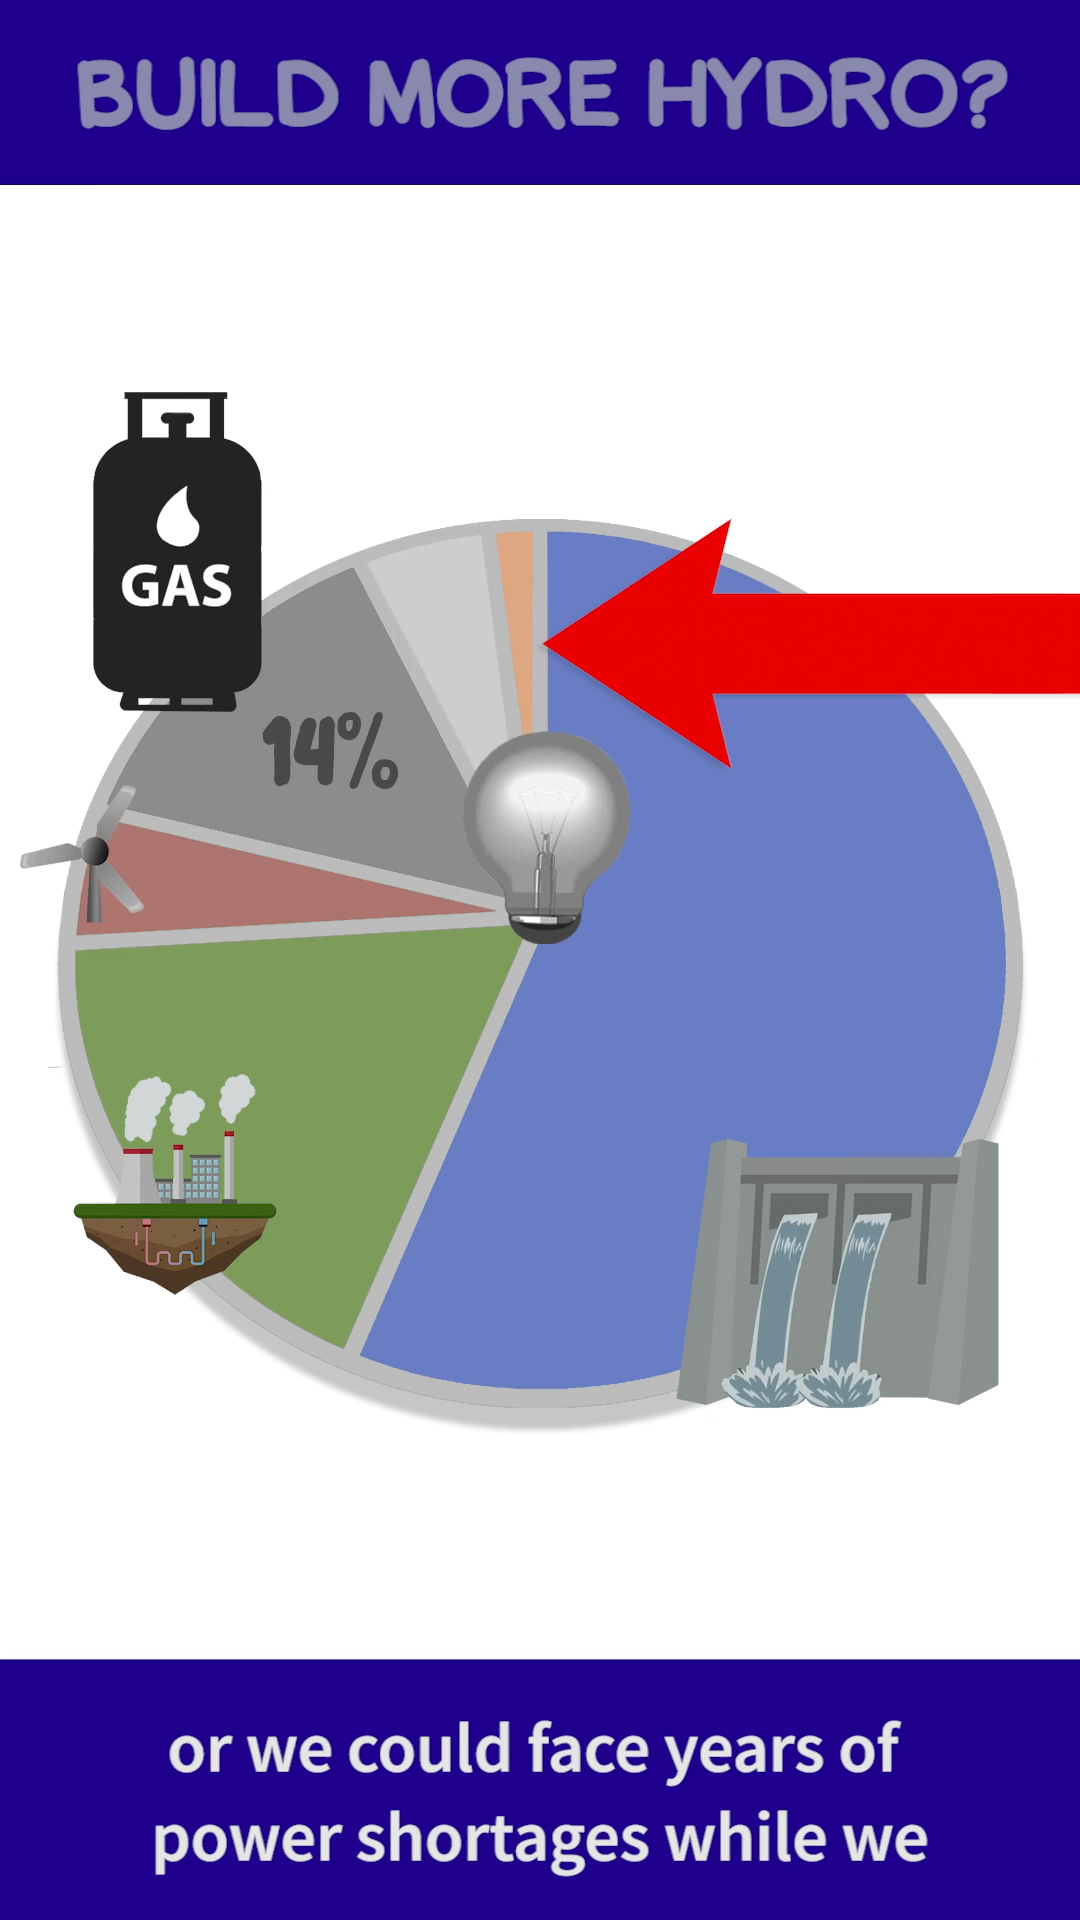 BUILD MORE HYDRO?
GAS
14%
or we could face years of
power shortages while we